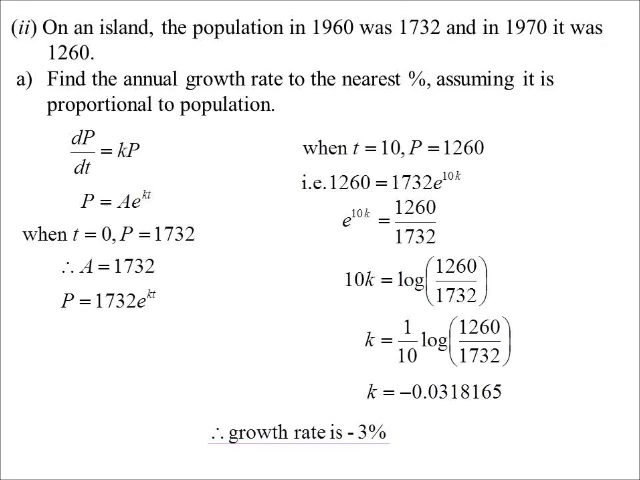 (ii) On an island, the population in 1960 was 1732 and in 1970 it was
1260.
a) Find the annual growth rate to the nearest %, assuming it is
proportional to population.
dP/dt = kP
P = Ae^{kt}
when t = 0, P = 1732
∴ A = 1732
P = 1732e^{kt}
when t = 10, P = 1260
i.e. 1260 = 1732e^{10k}
e^{10k} = 1260/1732
10k = log(1260/1732)
k = 1/10 log(1260/1732)
k = −0.0318165
∴ growth rate is - 3%